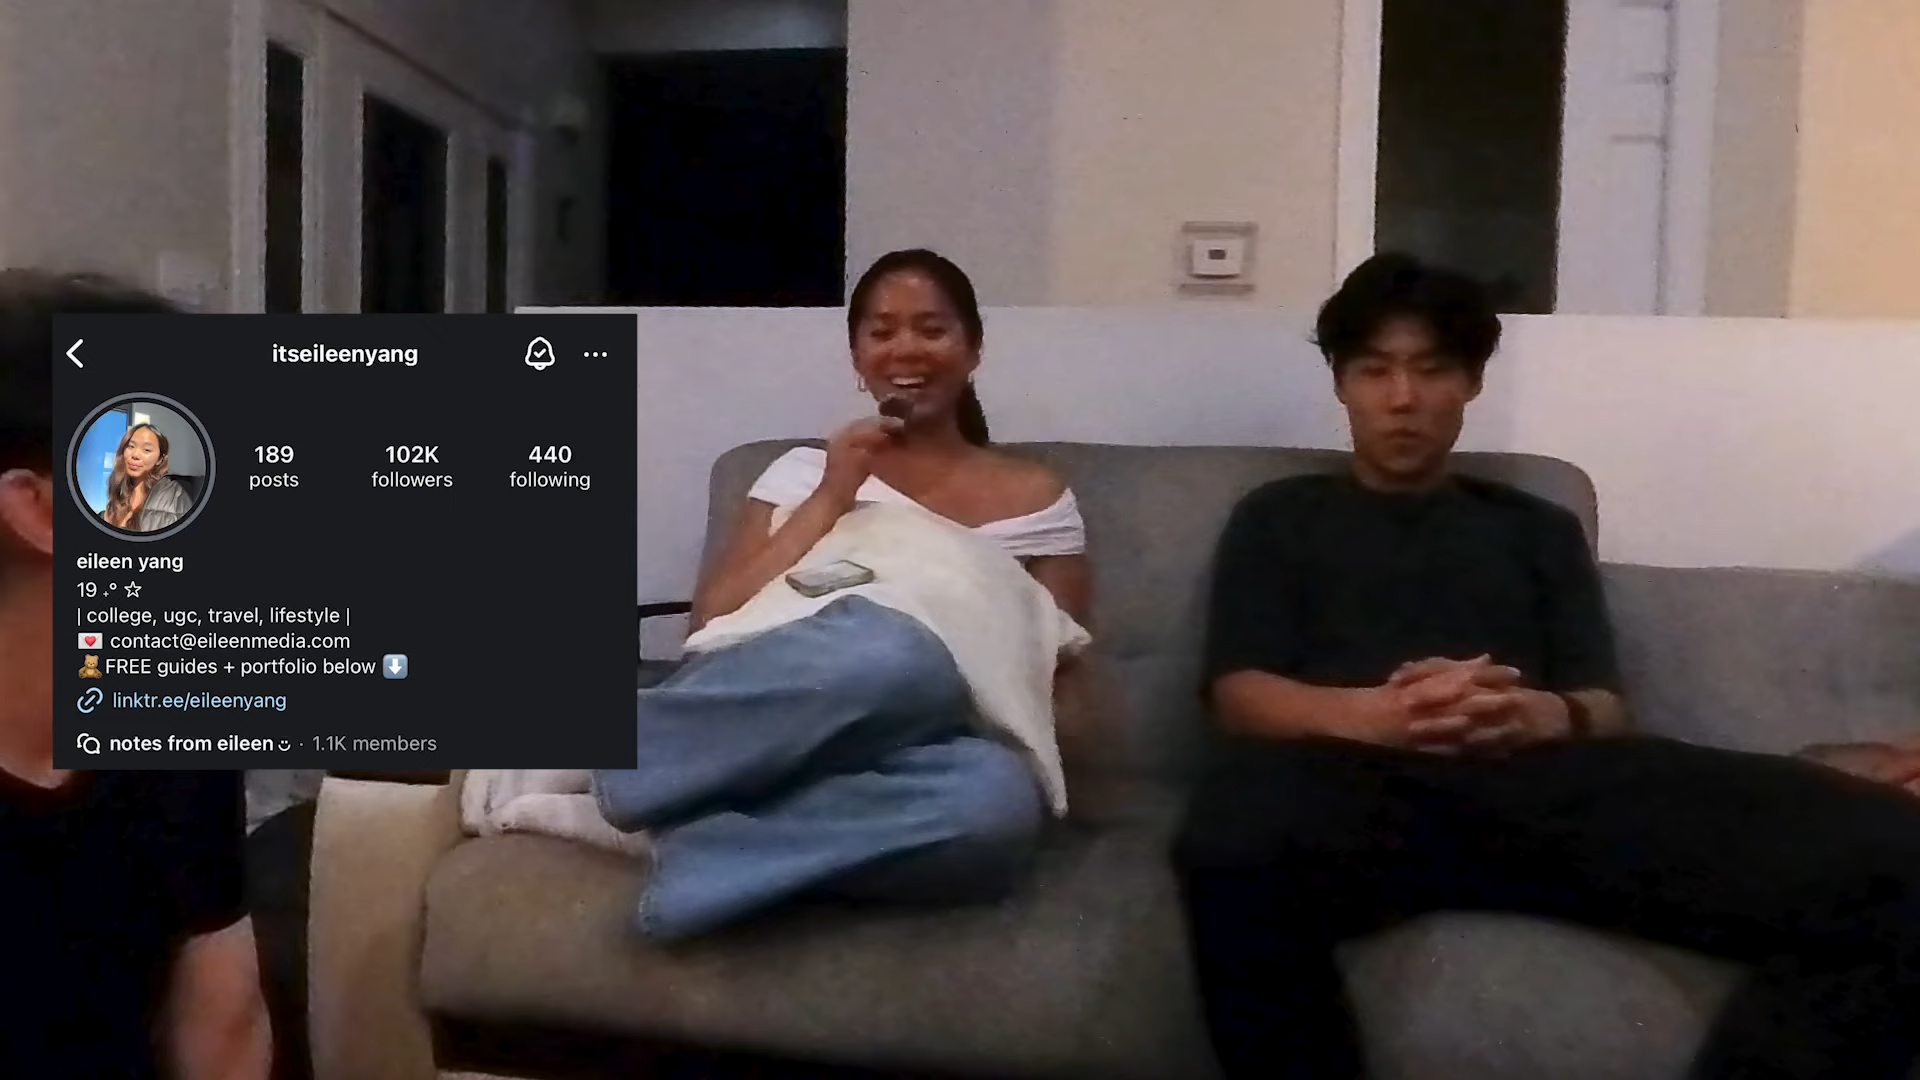 itseileenyang
189 102K 440
posts followers following
eileen yang
19 ₊° ☆
| college, ugc, travel, lifestyle |
💌 contact@eileenmedia.com
🧸FREE guides + portfolio below ⬇️
linktr.ee/eileenyang
notes from eileen ಛ · 1.1K members